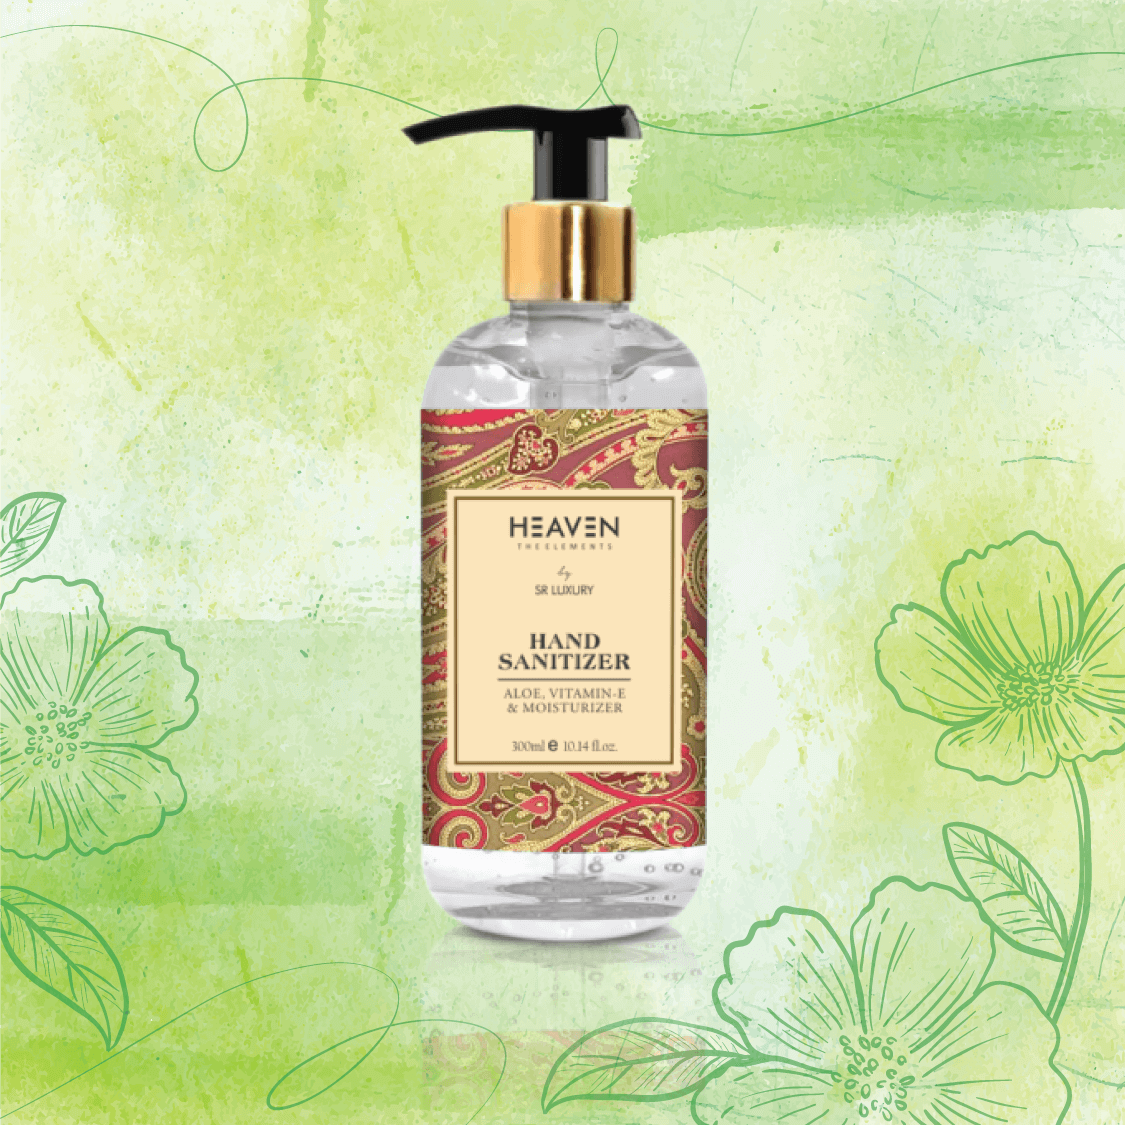 HEAVEN
THE ELEMENTS
by
SR LUXURY
HAND
SANITIZER
ALOE, VITAMIN-E
& MOISTURIZER
300ml e 10.14 fl.oz.